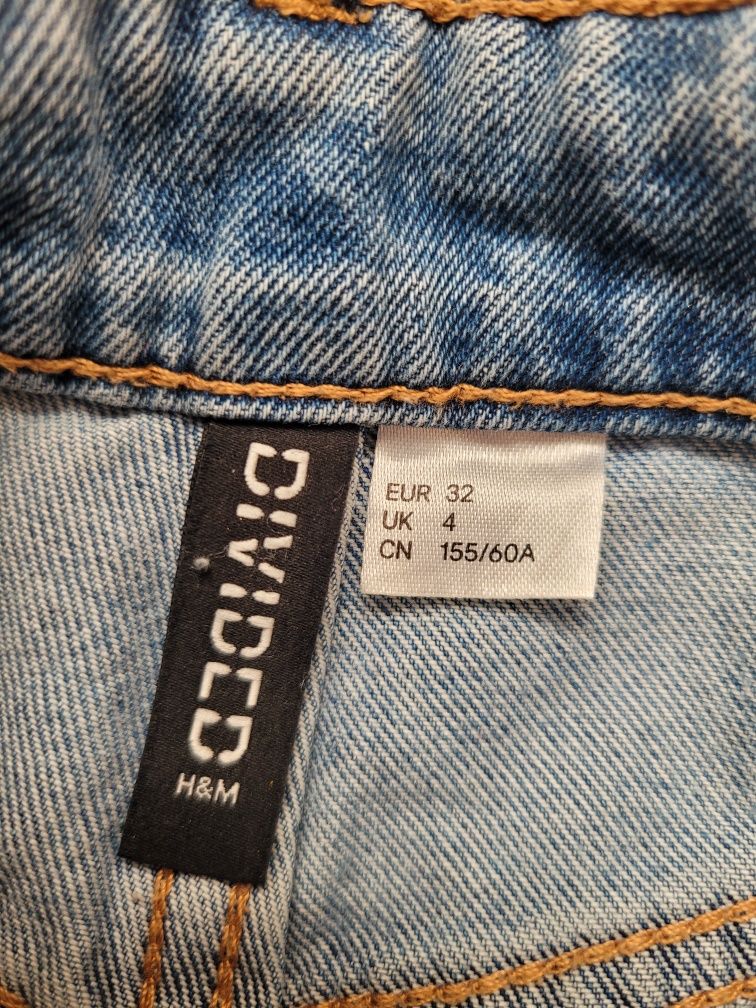 DIVIDED
H&M
EUR 32
UK 4
CN 155/60A